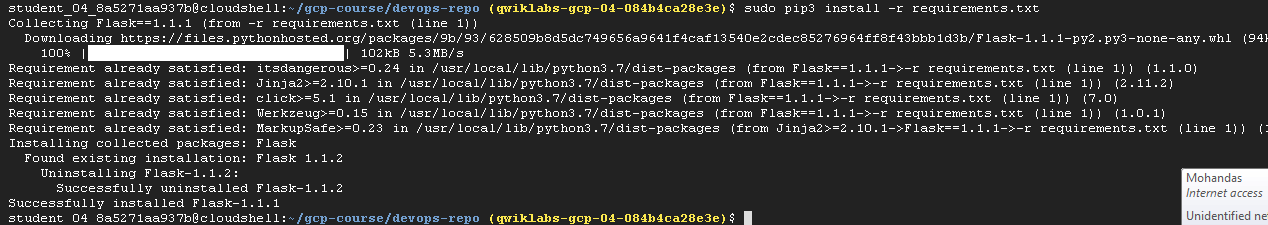 student_04_8a5271aa937b@cloudshell:~/gcp-course/devops-repo (qwiklabs-gcp-04-084b4ca28e3e)$ sudo pip3 install -r requirements.txt
Collecting Flask==1.1.1 (from -r requirements.txt (line 1))
Downloading https://files.pythonhosted.org/packages/9b/93/628509b8d5dc749656a9641f4caf13540e2cdec85276964ff8f43bbb1d3b/Flask-1.1.1-py2.py3-none-any.whl (94k
100% || 102kB 5.3MB/s
Requirement already satisfied: itsdangerous>=0.24 in /usr/local/lib/python3.7/dist-packages (from Flask==1.1.1->-r requirements.txt (line 1)) (1.1.0)
Requirement already satisfied: Jinja2>=2.10.1 in /usr/local/lib/python3.7/dist-packages (from Flask==1.1.1->-r requirements.txt (line 1)) (2.11.2)
Requirement already satisfied: click>=5.1 in /usr/local/lib/python3.7/dist-packages (from Flask==1.1.1->-r requirements.txt (line 1)) (7.0)
Requirement already satisfied: Werkzeug>=0.15 in /usr/local/lib/python3.7/dist-packages (from Flask==1.1.1->-r requirements.txt (line 1)) (1.0.1)
Requirement already satisfied: MarkupSafe>=0.23 in /usr/local/lib/python3.7/dist-packages (from Jinja2>=2.10.1->Flask==1.1.1->-r requirements.txt (line 1)) (1
Installing collected packages: Flask
Found existing installation: Flask 1.1.2
Uninstalling Flask-1.1.2:
Successfully uninstalled Flask-1.1.2
Successfully installed Flask-1.1.1
student_04_8a5271aa937b@cloudshell:~/gcp-course/devops-repo (qwiklabs-gcp-04-084b4ca28e3e)$
Mohandas
Internet access
Unidentified ne